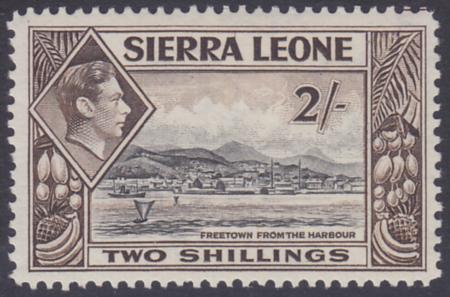 SIERRA LEONE
2/-
FREETOWN FROM THE HARBOUR
TWO SHILLINGS